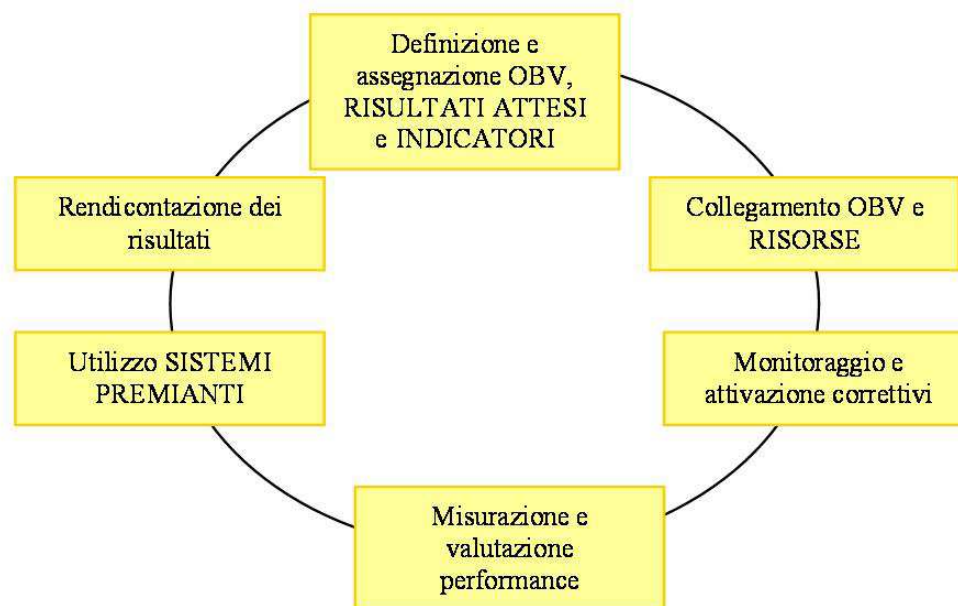 Definizione e
assegnazione OBV,
RISULTATI ATTESI
e INDICATORI
Collegamento OBV e
RISORSE
Monitoraggio e
attivazione correttivi
Misurazione e
valutazione
performance
Utilizzo SISTEMI
PREMIANTI
Rendicontazione dei
risultati